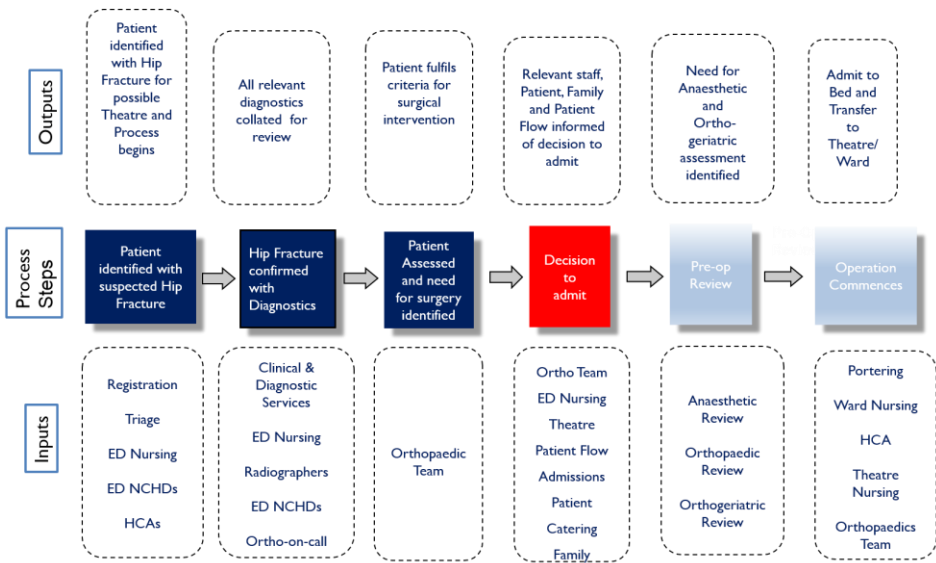 Outputs
Patient
identified
with Hip
Fracture for
possible
Theatre and
Process
begins
All relevant
diagnostics
collated for
review
Patient fulfils
criteria for
surgical
intervention
Relevant staff,
Patient, Family
and Patient
Flow informed
of decision to
admit
Need for
Anaesthetic
and
Ortho-
geriatric
assessment
identified
Admit to
Bed and
Transfer
to
Theatre/
Ward
Process
Steps
Patient
identified with
suspected Hip
Fracture
Hip Fracture
confirmed
with
Diagnostics
Patient
Assessed
and need
for surgery
identified
Decision
to
admit
Pre-op
Review
Operation
Commences
Inputs
Registration
Triage
ED Nursing
ED NCHDs
HCAs
Clinical &
Diagnostic
Services
ED Nursing
Radiographers
ED NCHDs
Ortho-on-call
Orthopaedic
Team
Ortho Team
ED Nursing
Theatre
Patient Flow
Admissions
Patient
Catering
Family
Anaesthetic
Review
Orthopaedic
Review
Orthogeriatric
Review
Portering
Ward Nursing
HCA
Theatre
Nursing
Orthopaedics
Team